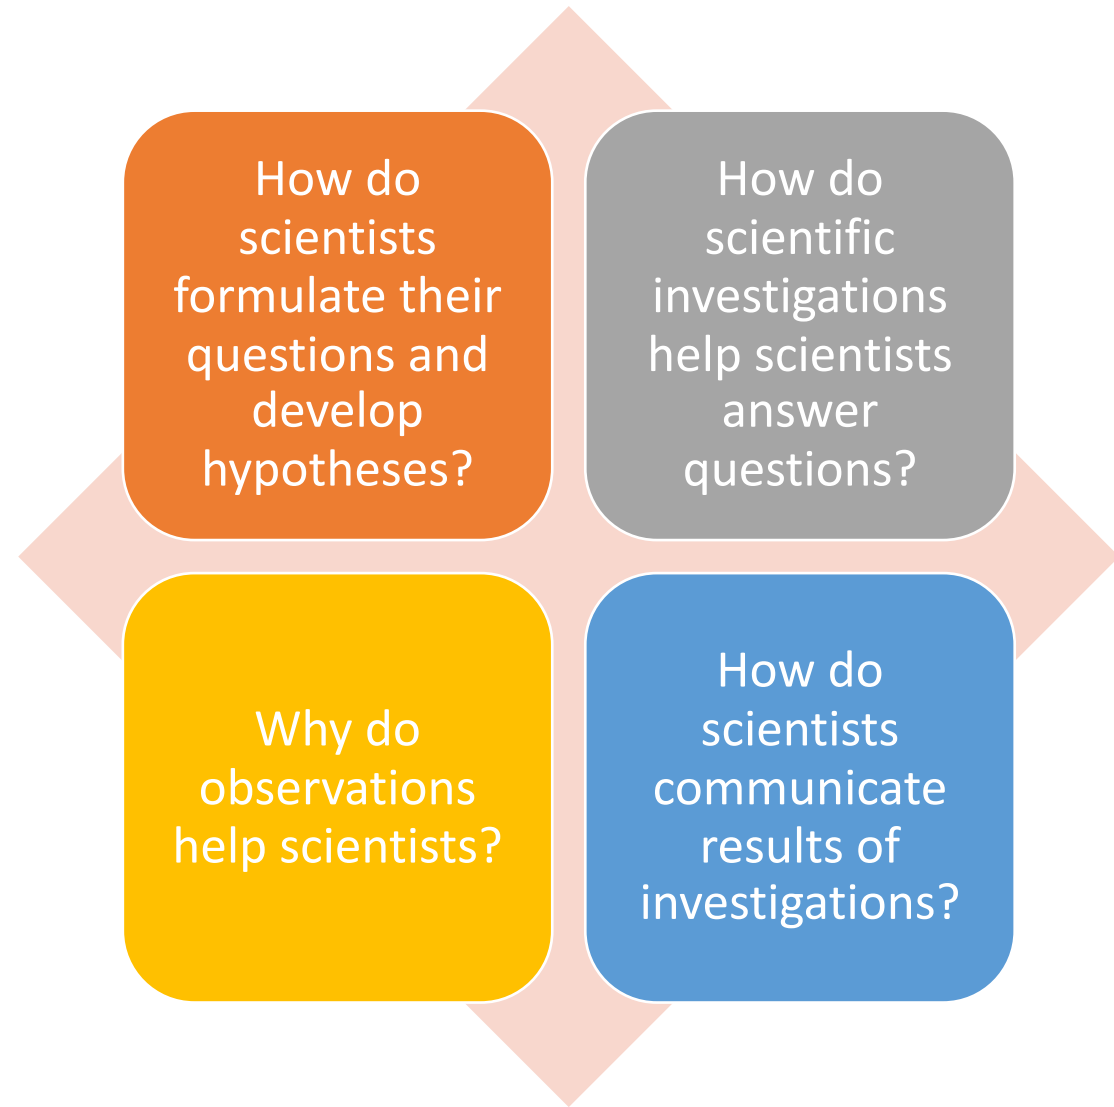 How do
scientists
formulate their
questions and
develop
hypotheses?
How do
scientific
investigations
help scientists
answer
questions?
Why do
observations
help scientists?
How do
scientists
communicate
results of
investigations?